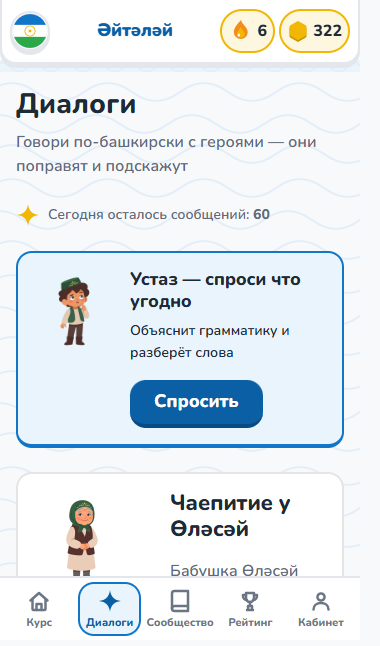 Әйтәләй
6
322
Диалоги
Говори по-башкирски с героями — они
поправят и подскажут
Сегодня осталось сообщений: 60
Устаз — спроси что
угодно
Объяснит грамматику и
разберёт слова
Спросить
Чаепитие у
Өләсәй
Бабушка Өләсәй
Курс
Диалоги
Сообщество
Рейтинг
Кабинет